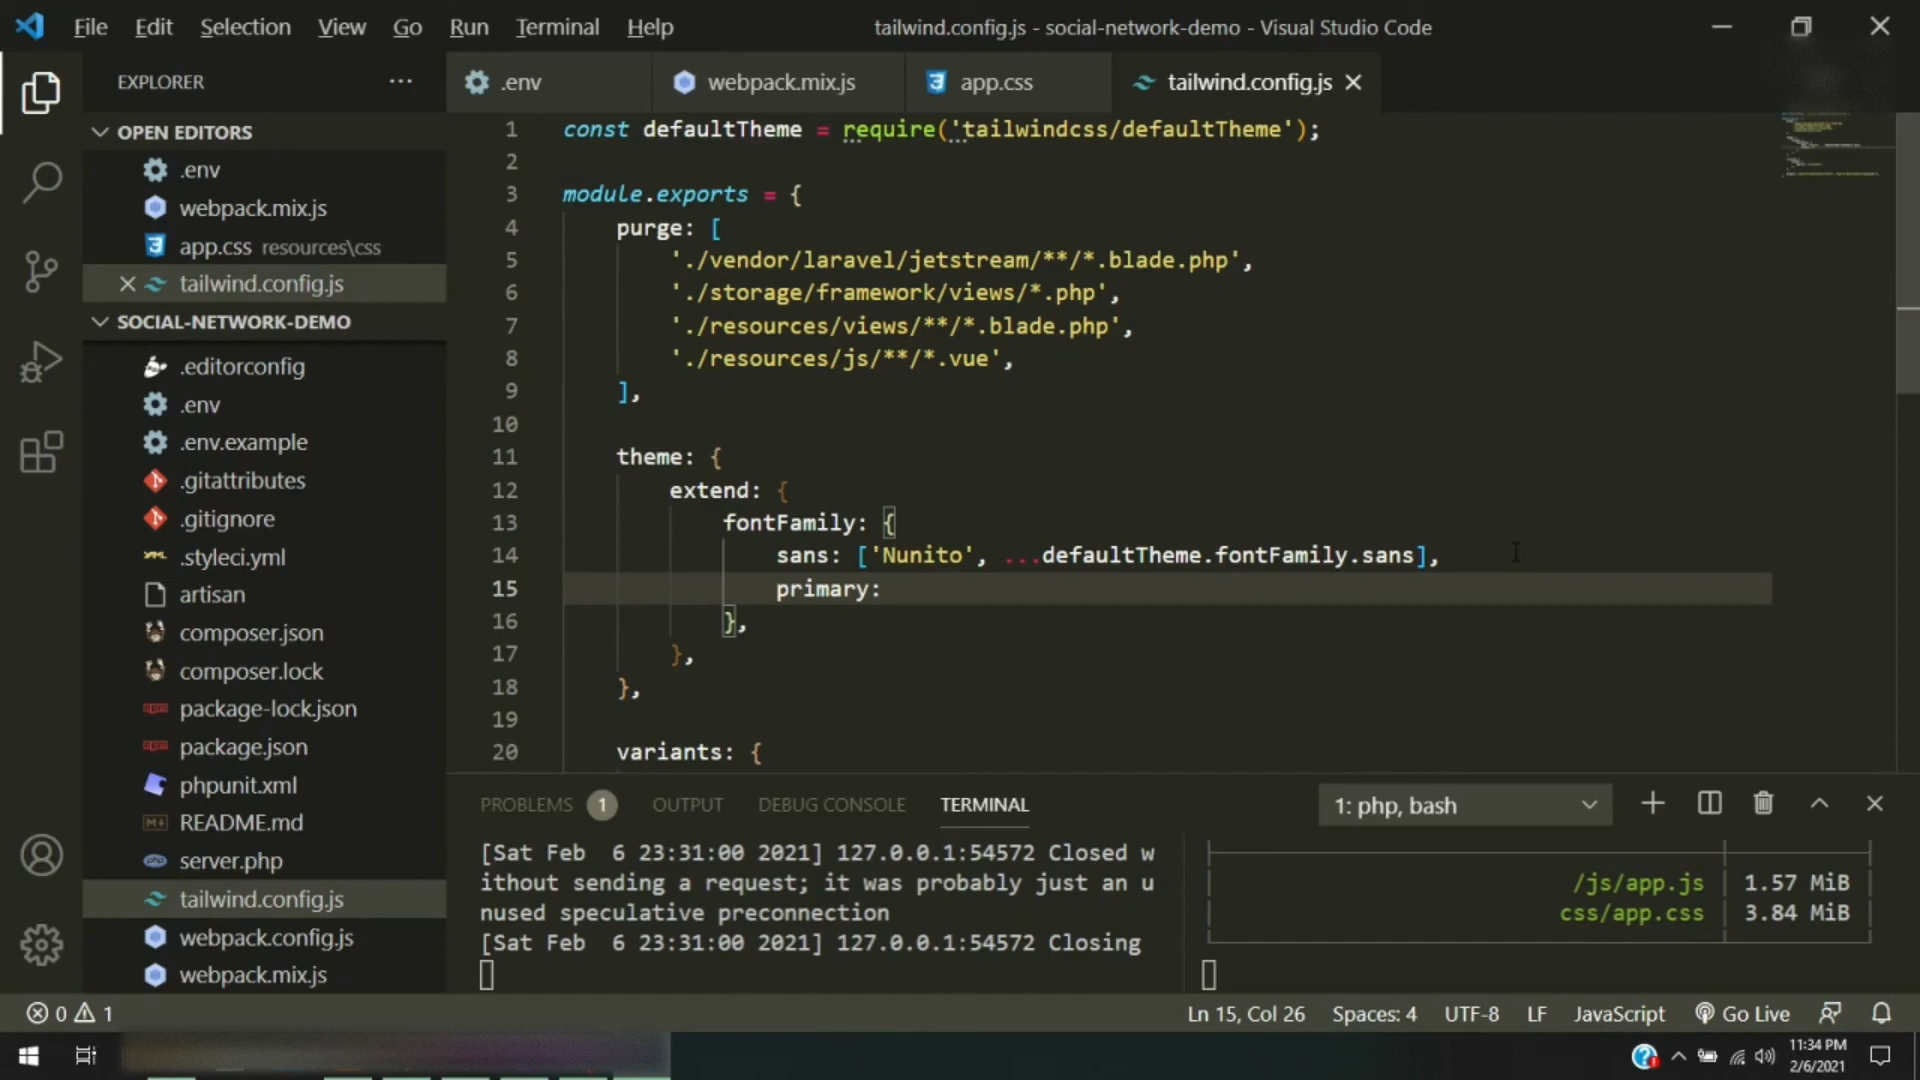 File Edit Selection View Go Run Terminal Help
tailwind.config.js - social-network-demo - Visual Studio Code
EXPLORER
.env
webpack.mix.js
app.css
tailwind.config.js
OPEN EDITORS
.env
webpack.mix.js
app.css resources\css
tailwind.config.js
SOCIAL-NETWORK-DEMO
.editorconfig
.env
.env.example
.gitattributes
.gitignore
.styleci.yml
artisan
composer.json
composer.lock
package-lock.json
package.json
phpunit.xml
README.md
server.php
tailwind.config.js
webpack.config.js
webpack.mix.js
1 const defaultTheme = require('tailwindcss/defaultTheme');
2
3 module.exports = {
4 purge: [
5 './vendor/laravel/jetstream/**/*.blade.php',
6 './storage/framework/views/*.php',
7 './resources/views/**/*.blade.php',
8 './resources/js/**/*.vue',
9 ],
10
11 theme: {
12 extend: {
13 fontFamily: {
14 sans: ['Nunito', ...defaultTheme.fontFamily.sans],
15 primary:
16 },
17 },
18 },
19
20 variants: {
PROBLEMS 1 OUTPUT DEBUG CONSOLE TERMINAL
1: php, bash
[Sat Feb  6 23:31:00 2021] 127.0.0.1:54572 Closed w
ithout sending a request; it was probably just an u
nused speculative preconnection
[Sat Feb  6 23:31:00 2021] 127.0.0.1:54572 Closing
/js/app.js 1.57 MiB
css/app.css 3.84 MiB
0 1
Ln 15, Col 26 Spaces: 4 UTF-8 LF JavaScript Go Live
11:34 PM
2/6/2021